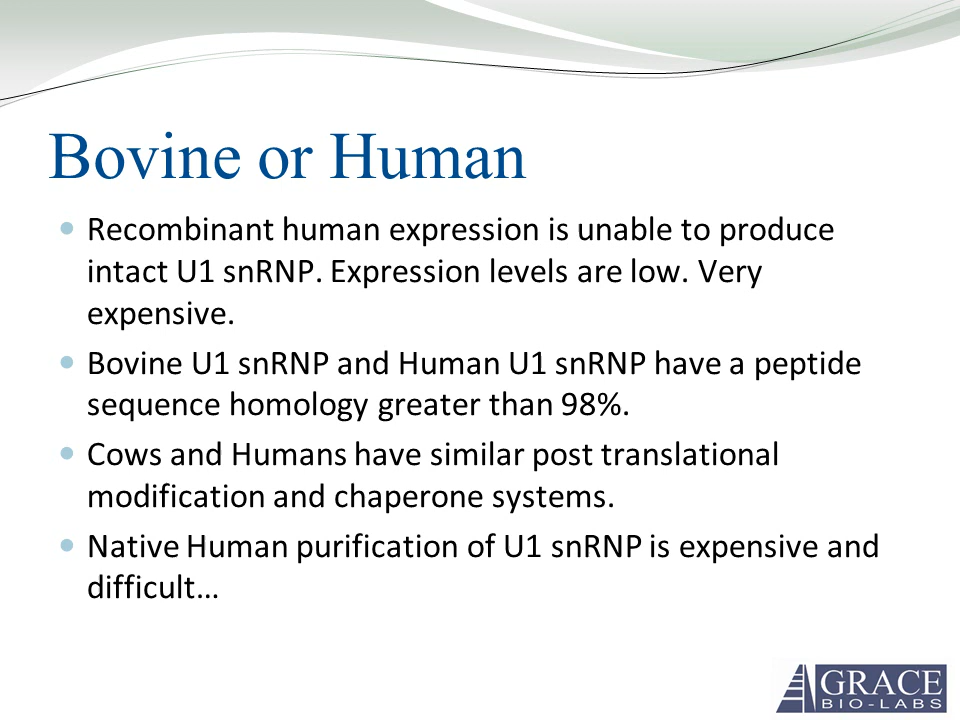 Bovine or Human
Recombinant human expression is unable to produce
intact U1 snRNP. Expression levels are low. Very
expensive.
Bovine U1 snRNP and Human U1 snRNP have a peptide
sequence homology greater than 98%.
Cows and Humans have similar post translational
modification and chaperone systems.
Native Human purification of U1 snRNP is expensive and
difficult…
GRACE
BIO-LABS